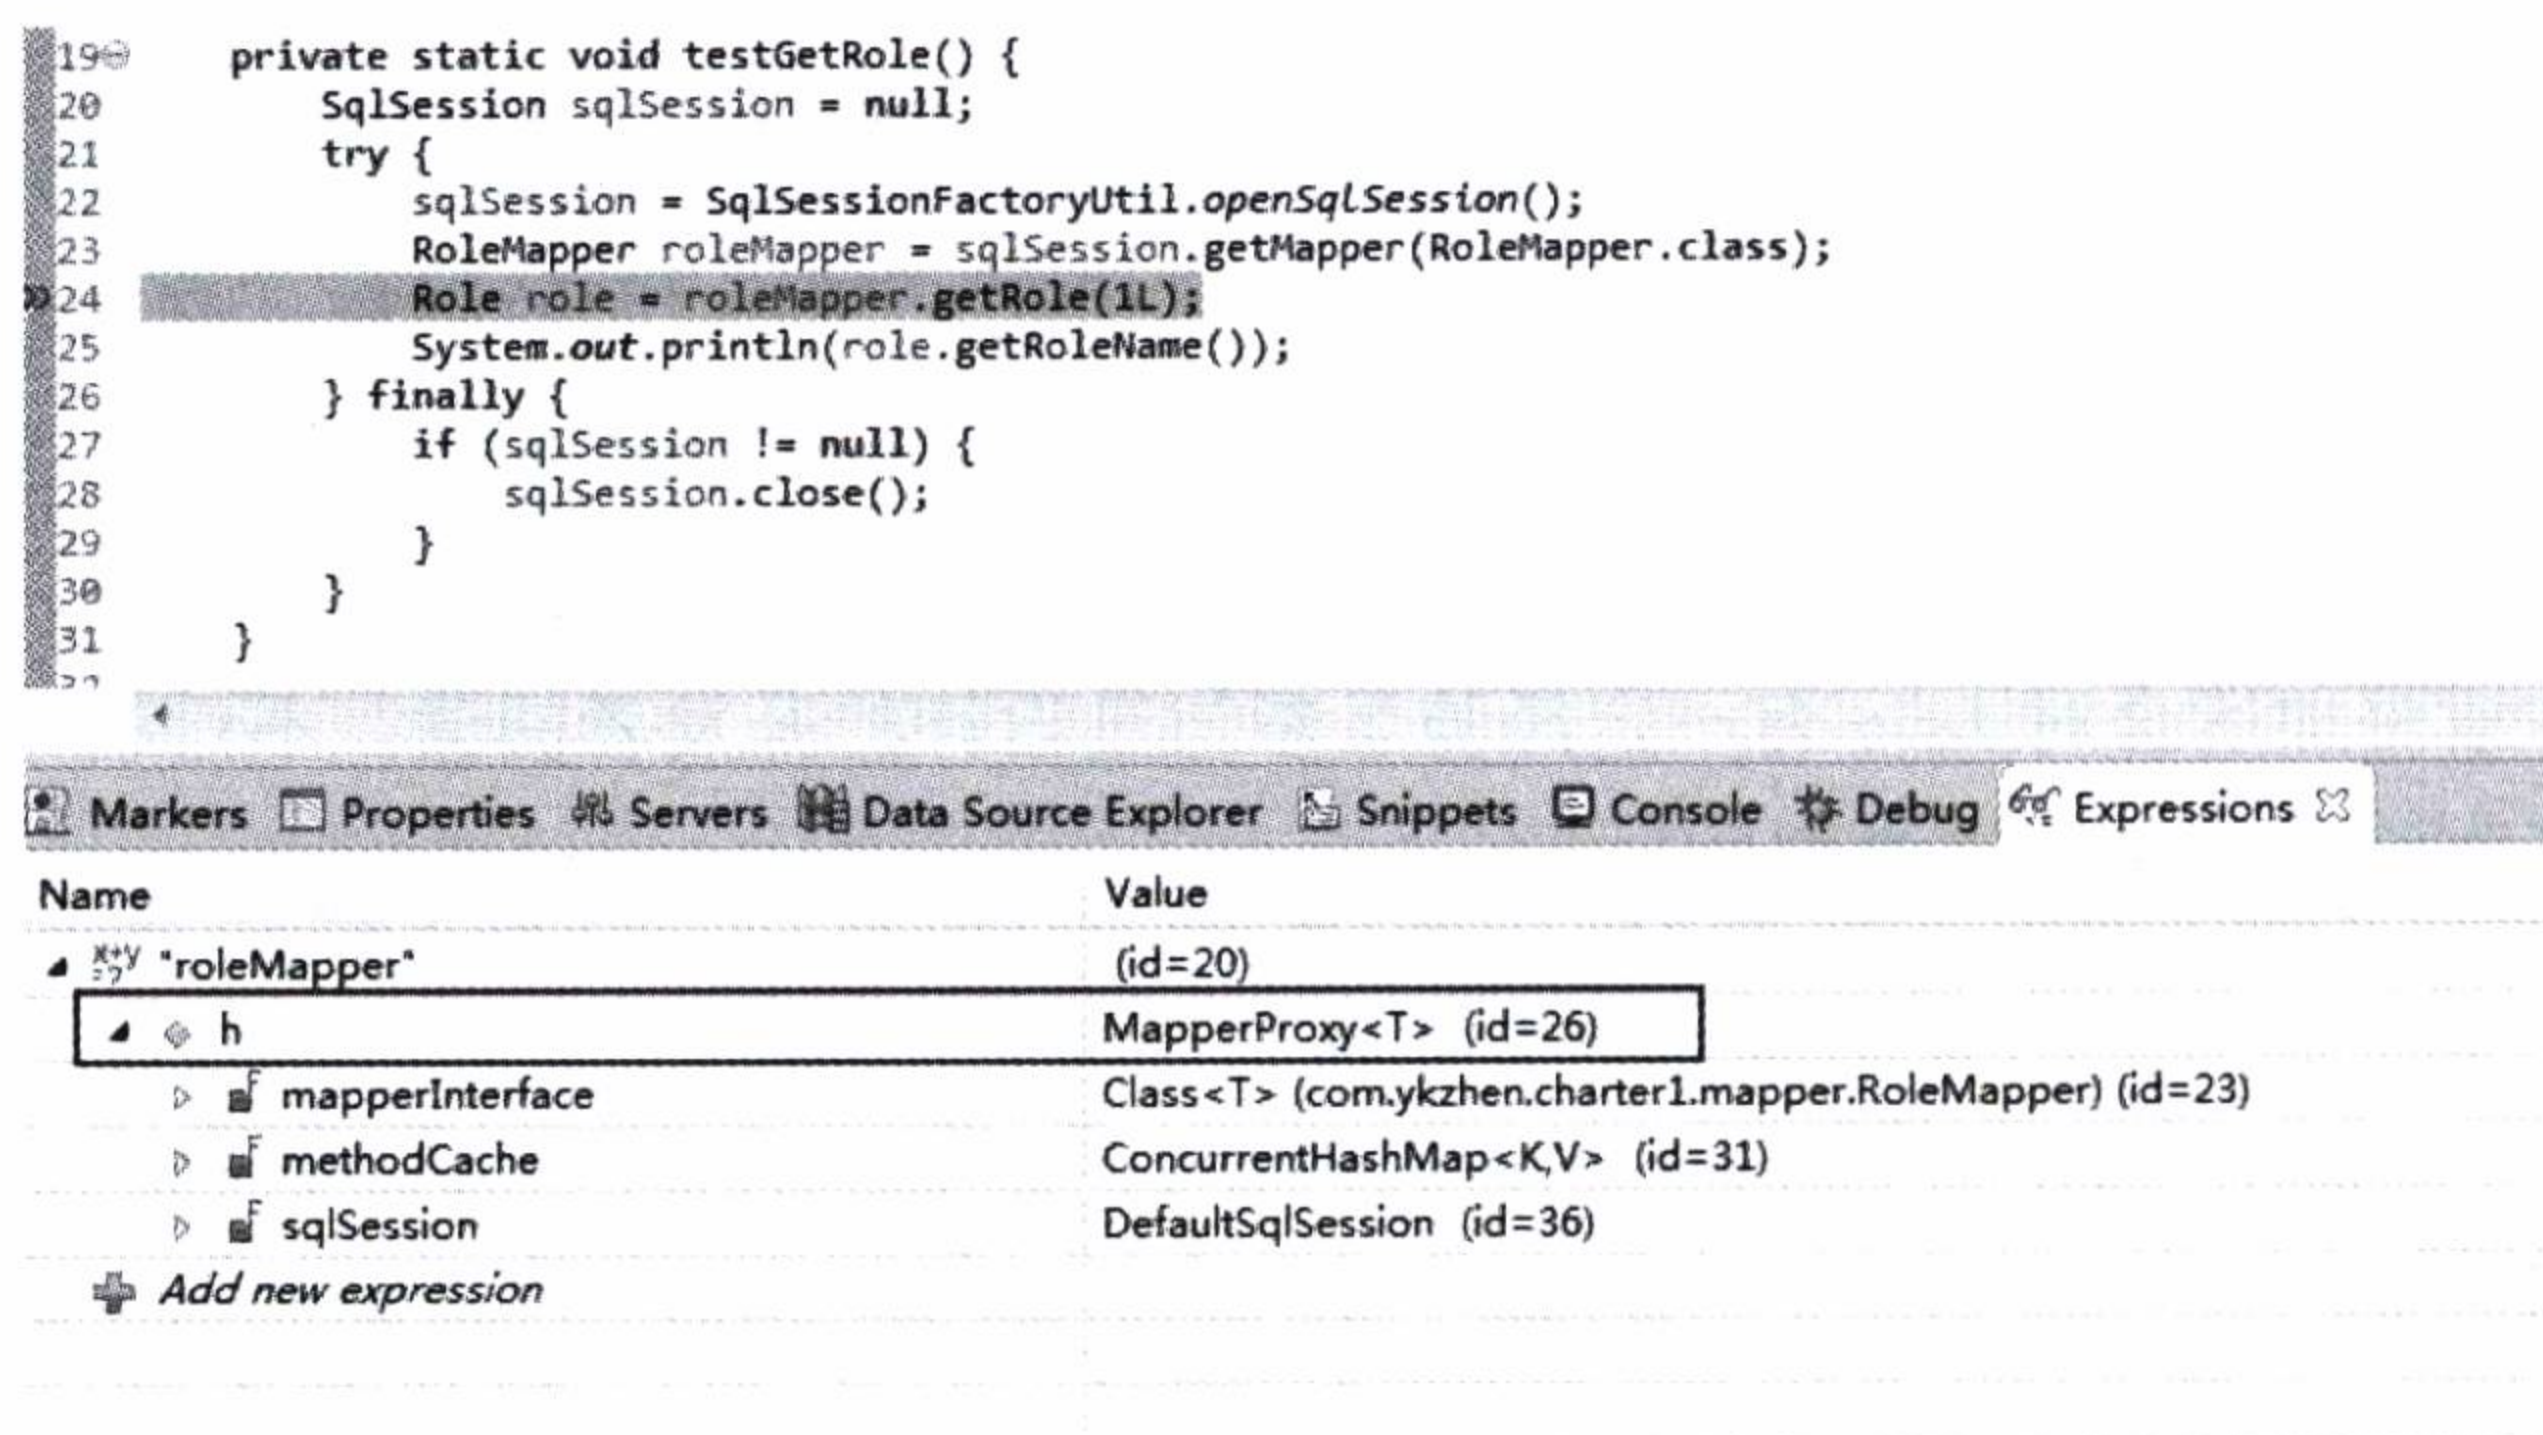 19 private static void testGetRole() {
20 SqlSession sqlSession = null;
21 try {
22 sqlSession = SqlSessionFactoryUtil.openSqlSession();
23 RoleMapper roleMapper = sqlSession.getMapper(RoleMapper.class);
24 Role role = roleMapper.getRole(1L);
25 System.out.println(role.getRoleName());
26 } finally {
27 if (sqlSession != null) {
28 sqlSession.close();
29 }
30 }
31 }
Markers Properties Servers Data Source Explorer Snippets Console Debug Expressions
Name Value
"roleMapper" (id=20)
h MapperProxy<T> (id=26)
mapperInterface Class<T> (com.ykzhen.charter1.mapper.RoleMapper) (id=23)
methodCache ConcurrentHashMap<K,V> (id=31)
sqlSession DefaultSqlSession (id=36)
Add new expression